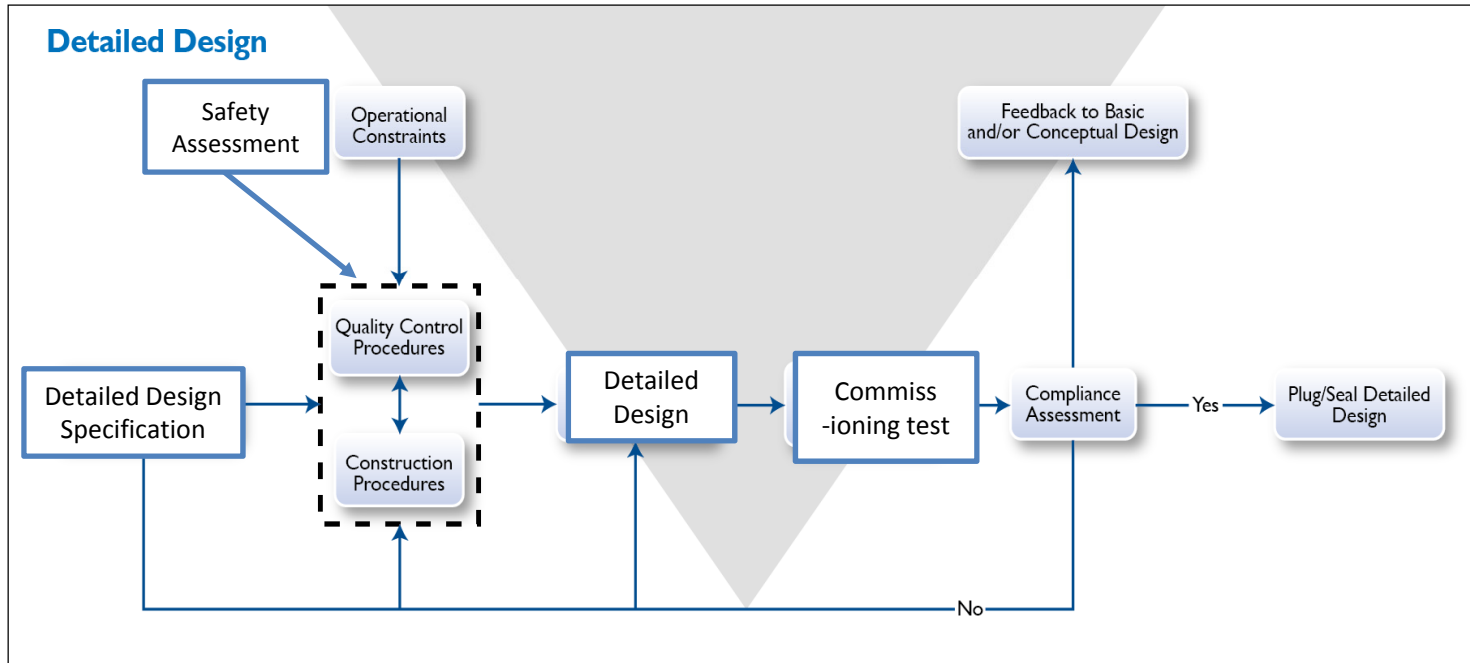 Detailed Design
Safety
Assessment
Operational
Constraints
Feedback to Basic
and/or Conceptual Design
Quality Control
Procedures
Detailed Design
Specification
Detailed
Design
Commiss
-ioning test
Compliance
Assessment
Yes
Plug/Seal Detailed
Design
Construction
Procedures
No